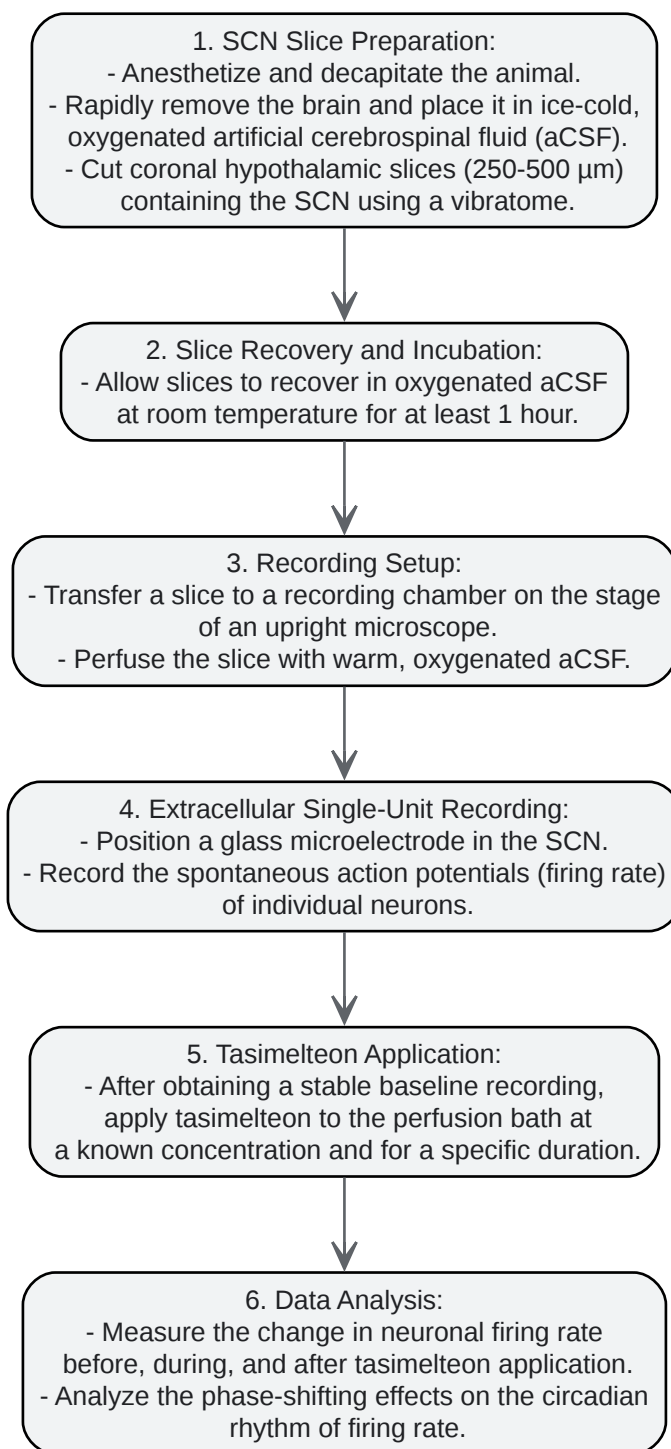 1. SCN Slice Preparation:
- Anesthetize and decapitate the animal.
- Rapidly remove the brain and place it in ice-cold,
oxygenated artificial cerebrospinal fluid (aCSF).
- Cut coronal hypothalamic slices (250-500 µm)
containing the SCN using a vibratome.
2. Slice Recovery and Incubation:
- Allow slices to recover in oxygenated aCSF
at room temperature for at least 1 hour.
3. Recording Setup:
- Transfer a slice to a recording chamber on the stage
of an upright microscope.
- Perfuse the slice with warm, oxygenated aCSF.
4. Extracellular Single-Unit Recording:
- Position a glass microelectrode in the SCN.
- Record the spontaneous action potentials (firing rate)
of individual neurons.
5. Tasimelteon Application:
- After obtaining a stable baseline recording,
apply tasimelteon to the perfusion bath at
a known concentration and for a specific duration.
6. Data Analysis:
- Measure the change in neuronal firing rate
before, during, and after tasimelteon application.
- Analyze the phase-shifting effects on the circadian
rhythm of firing rate.